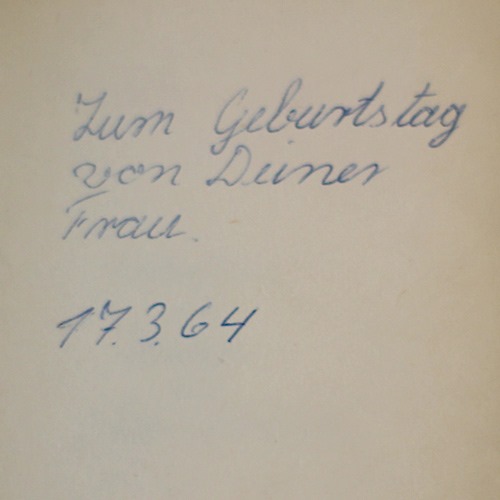 Zum Geburtstag
von Deiner
Frau.
17.3.64